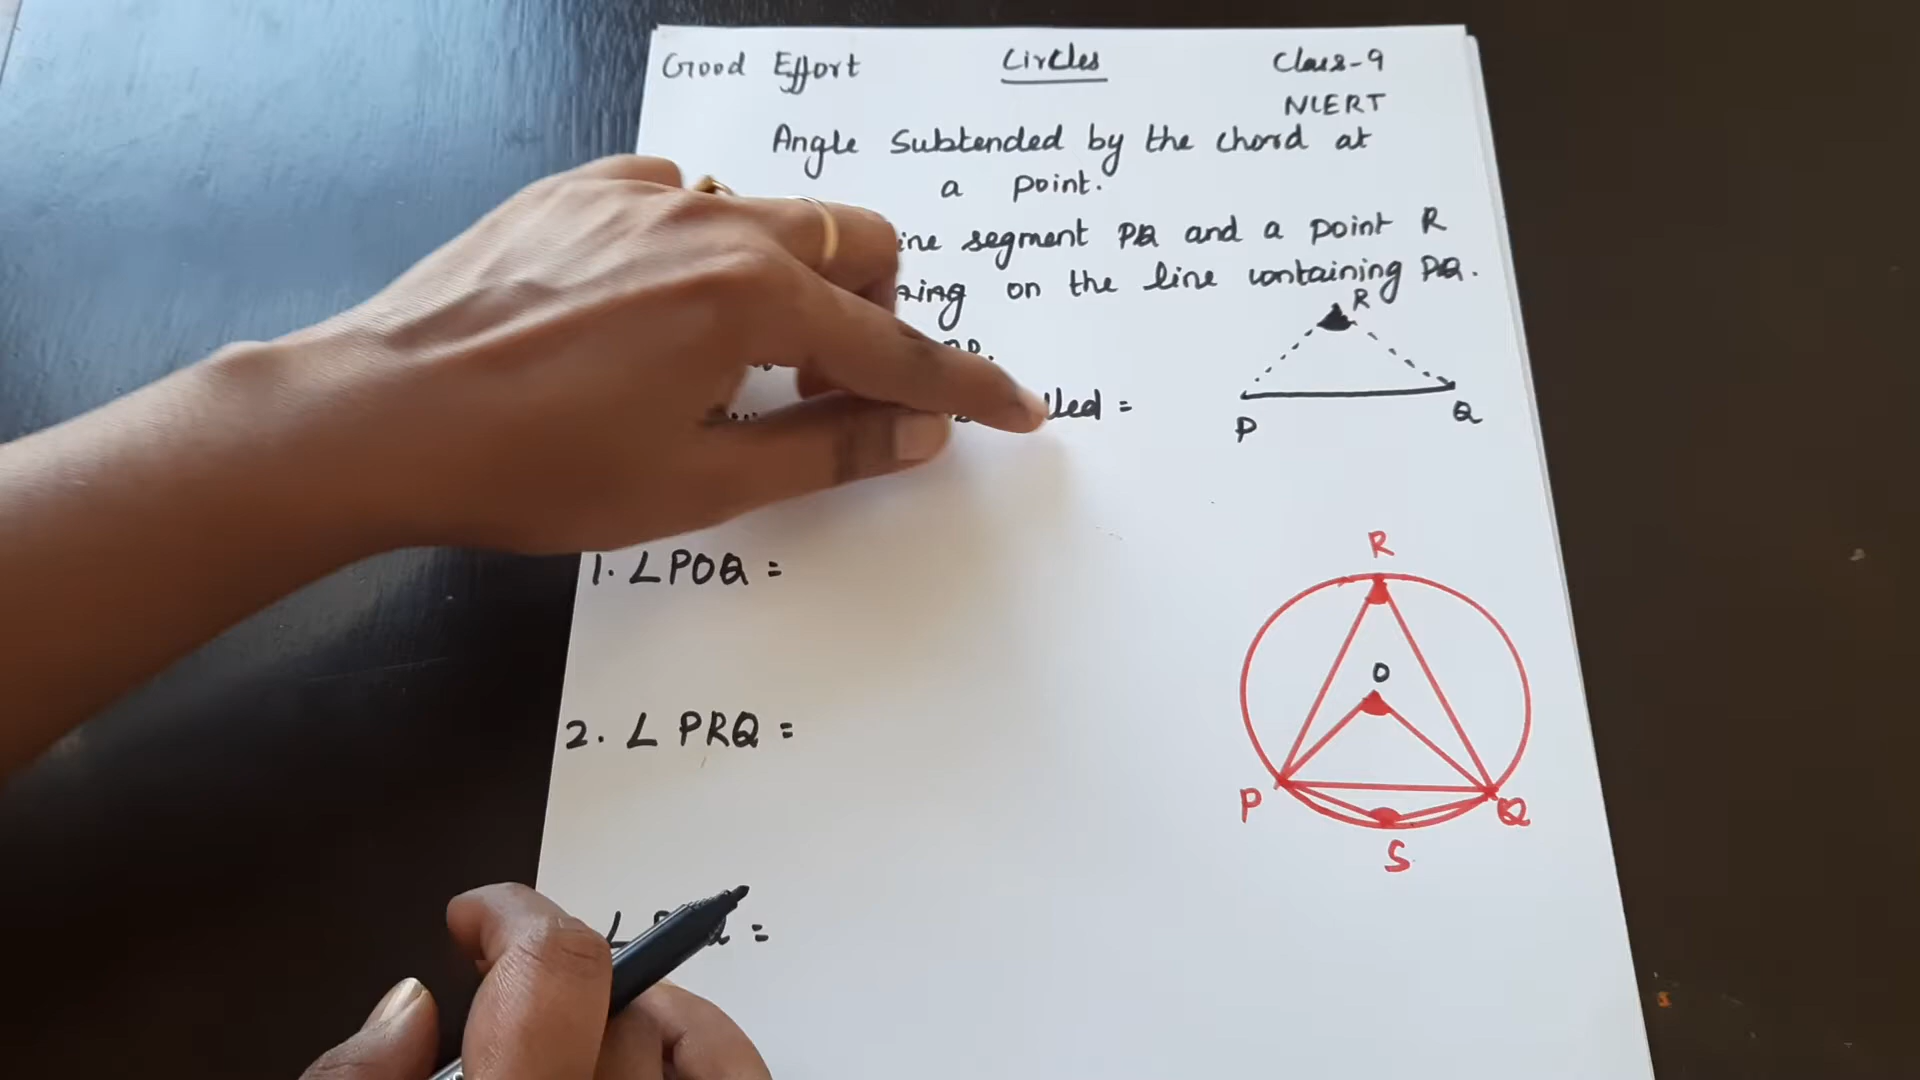 Good Effort
Circles
Class-9
NCERT
Angle Subtended by the chord at
a point.
segment PQ and a point R
on the line containing PQ.
R
P
Q
1. ∠POQ =
2. ∠ PRQ =
∠ =
R
O
P
Q
S